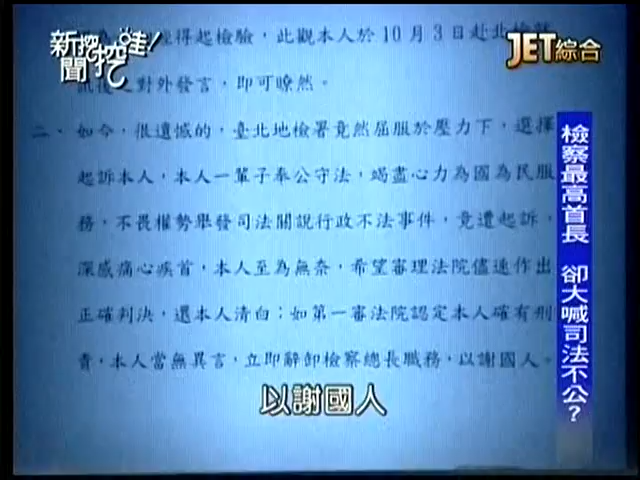 新聞挖挖哇!
JET綜合
得起檢驗，此觀本人於10月3日赴北檢
之對外發言，即可瞭然。
二、如今，很遺憾的，臺北地檢署竟然屈服於壓力下，選擇
起訴本人，本人一輩子奉公守法，竭盡心力為國為民服
務，不畏權勢舉發司法關說行政不法事件，竟遭起訴，
深感痛心疾首，本人至為無奈，希望審理法院儘速作出
正確判決，還本人清白；如第一審法院認定本人確有刑
責，本人當無異言，立即辭卸檢察總長職務，以謝國人。
檢察最高首長 卻大喊司法不公?
以謝國人